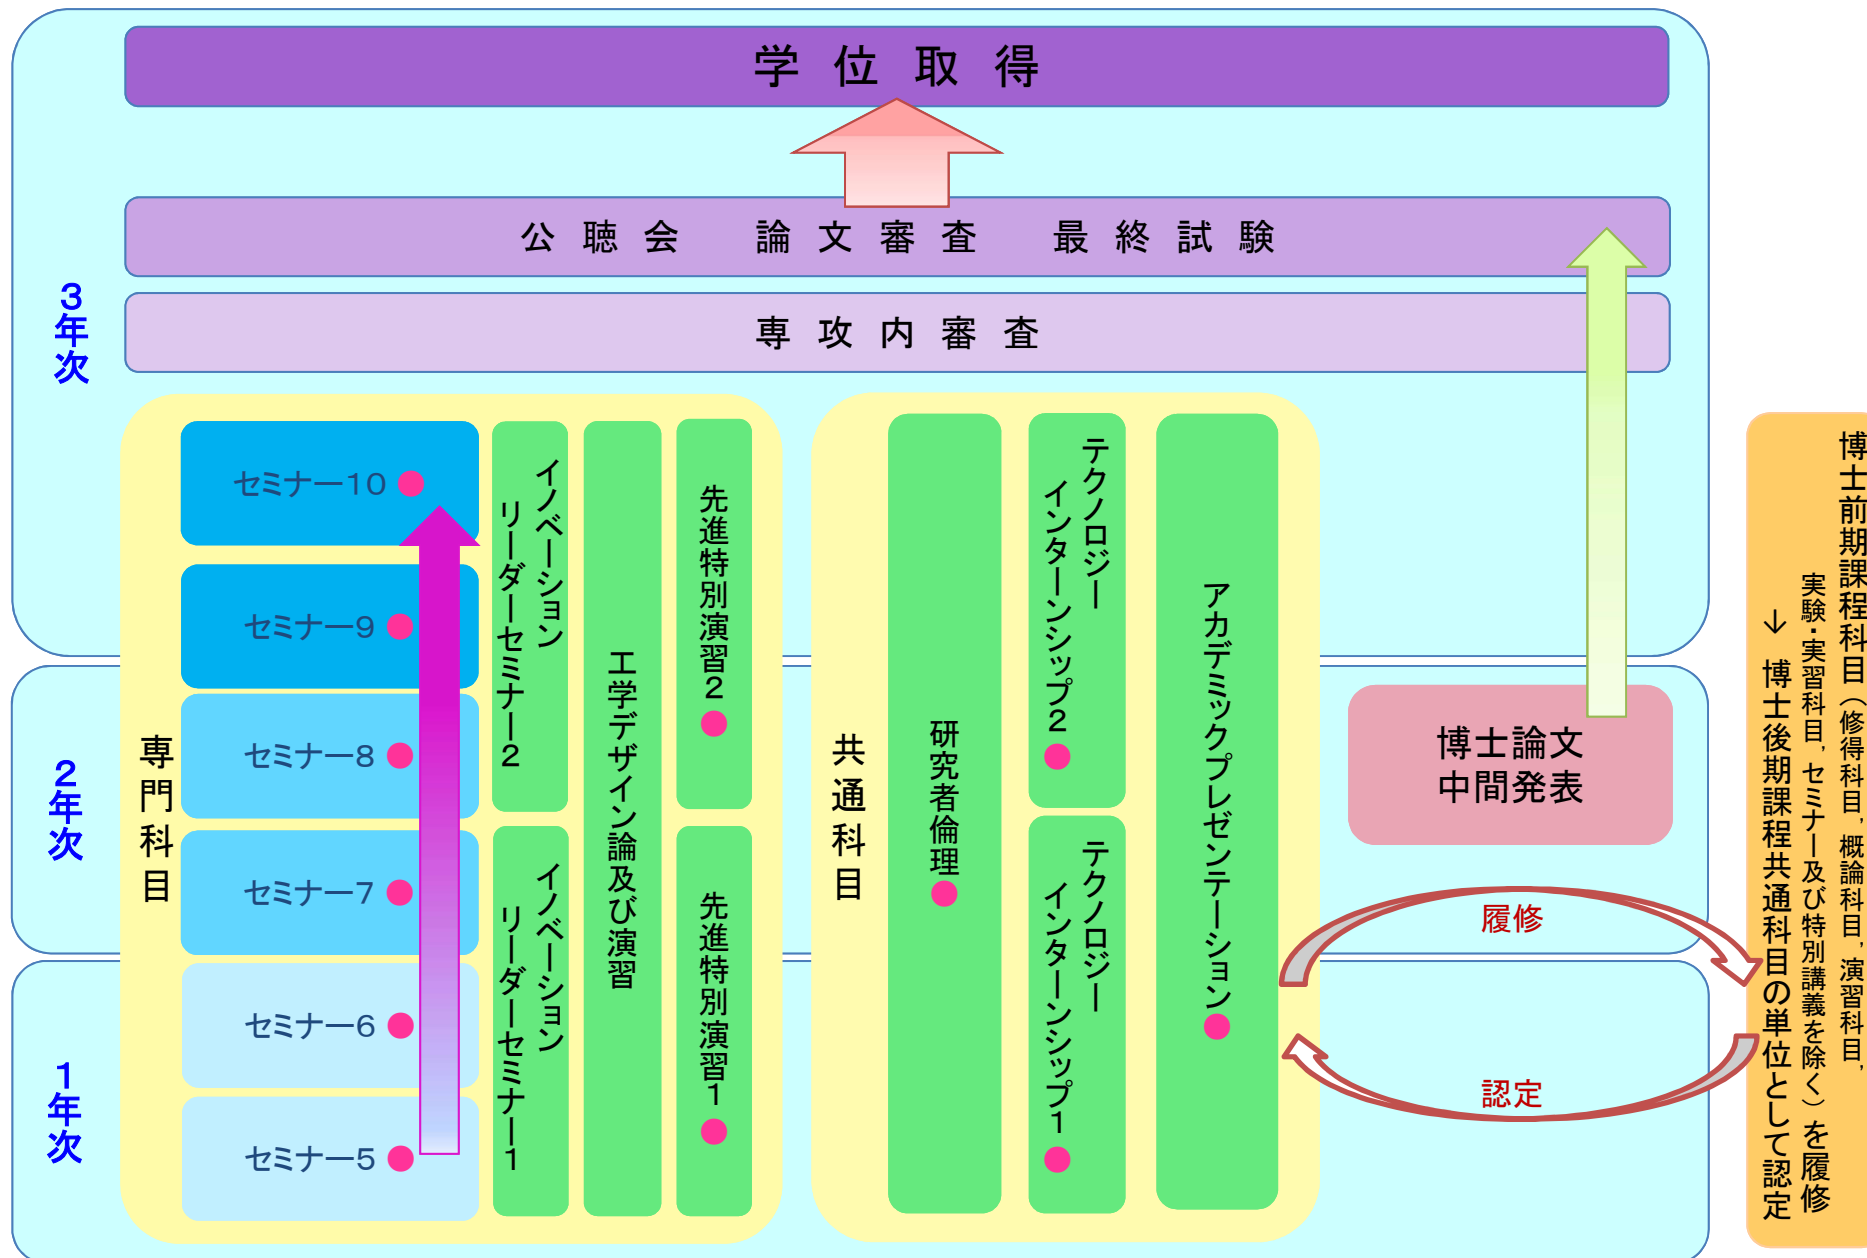 学位取得
公聴会 論文審査 最終試験
専攻内審査
3年次
2年次
1年次
専門科目
セミナー10
セミナー9
セミナー8
セミナー7
セミナー6
セミナー5
イノベーション
リーダーセミナー2
イノベーション
リーダーセミナー1
工学デザイン論及び演習
先進特別演習2
先進特別演習1
共通科目
研究者倫理
テクノロジー
インターンシップ2
テクノロジー
インターンシップ1
アカデミックプレゼンテーション
博士論文
中間発表
履修
認定
博士前期課程科目（修得科目，概論科目，演習科目，
実験・実習科目，セミナー及び特別講義を除く）を履修
↓ 博士後期課程共通科目の単位として認定